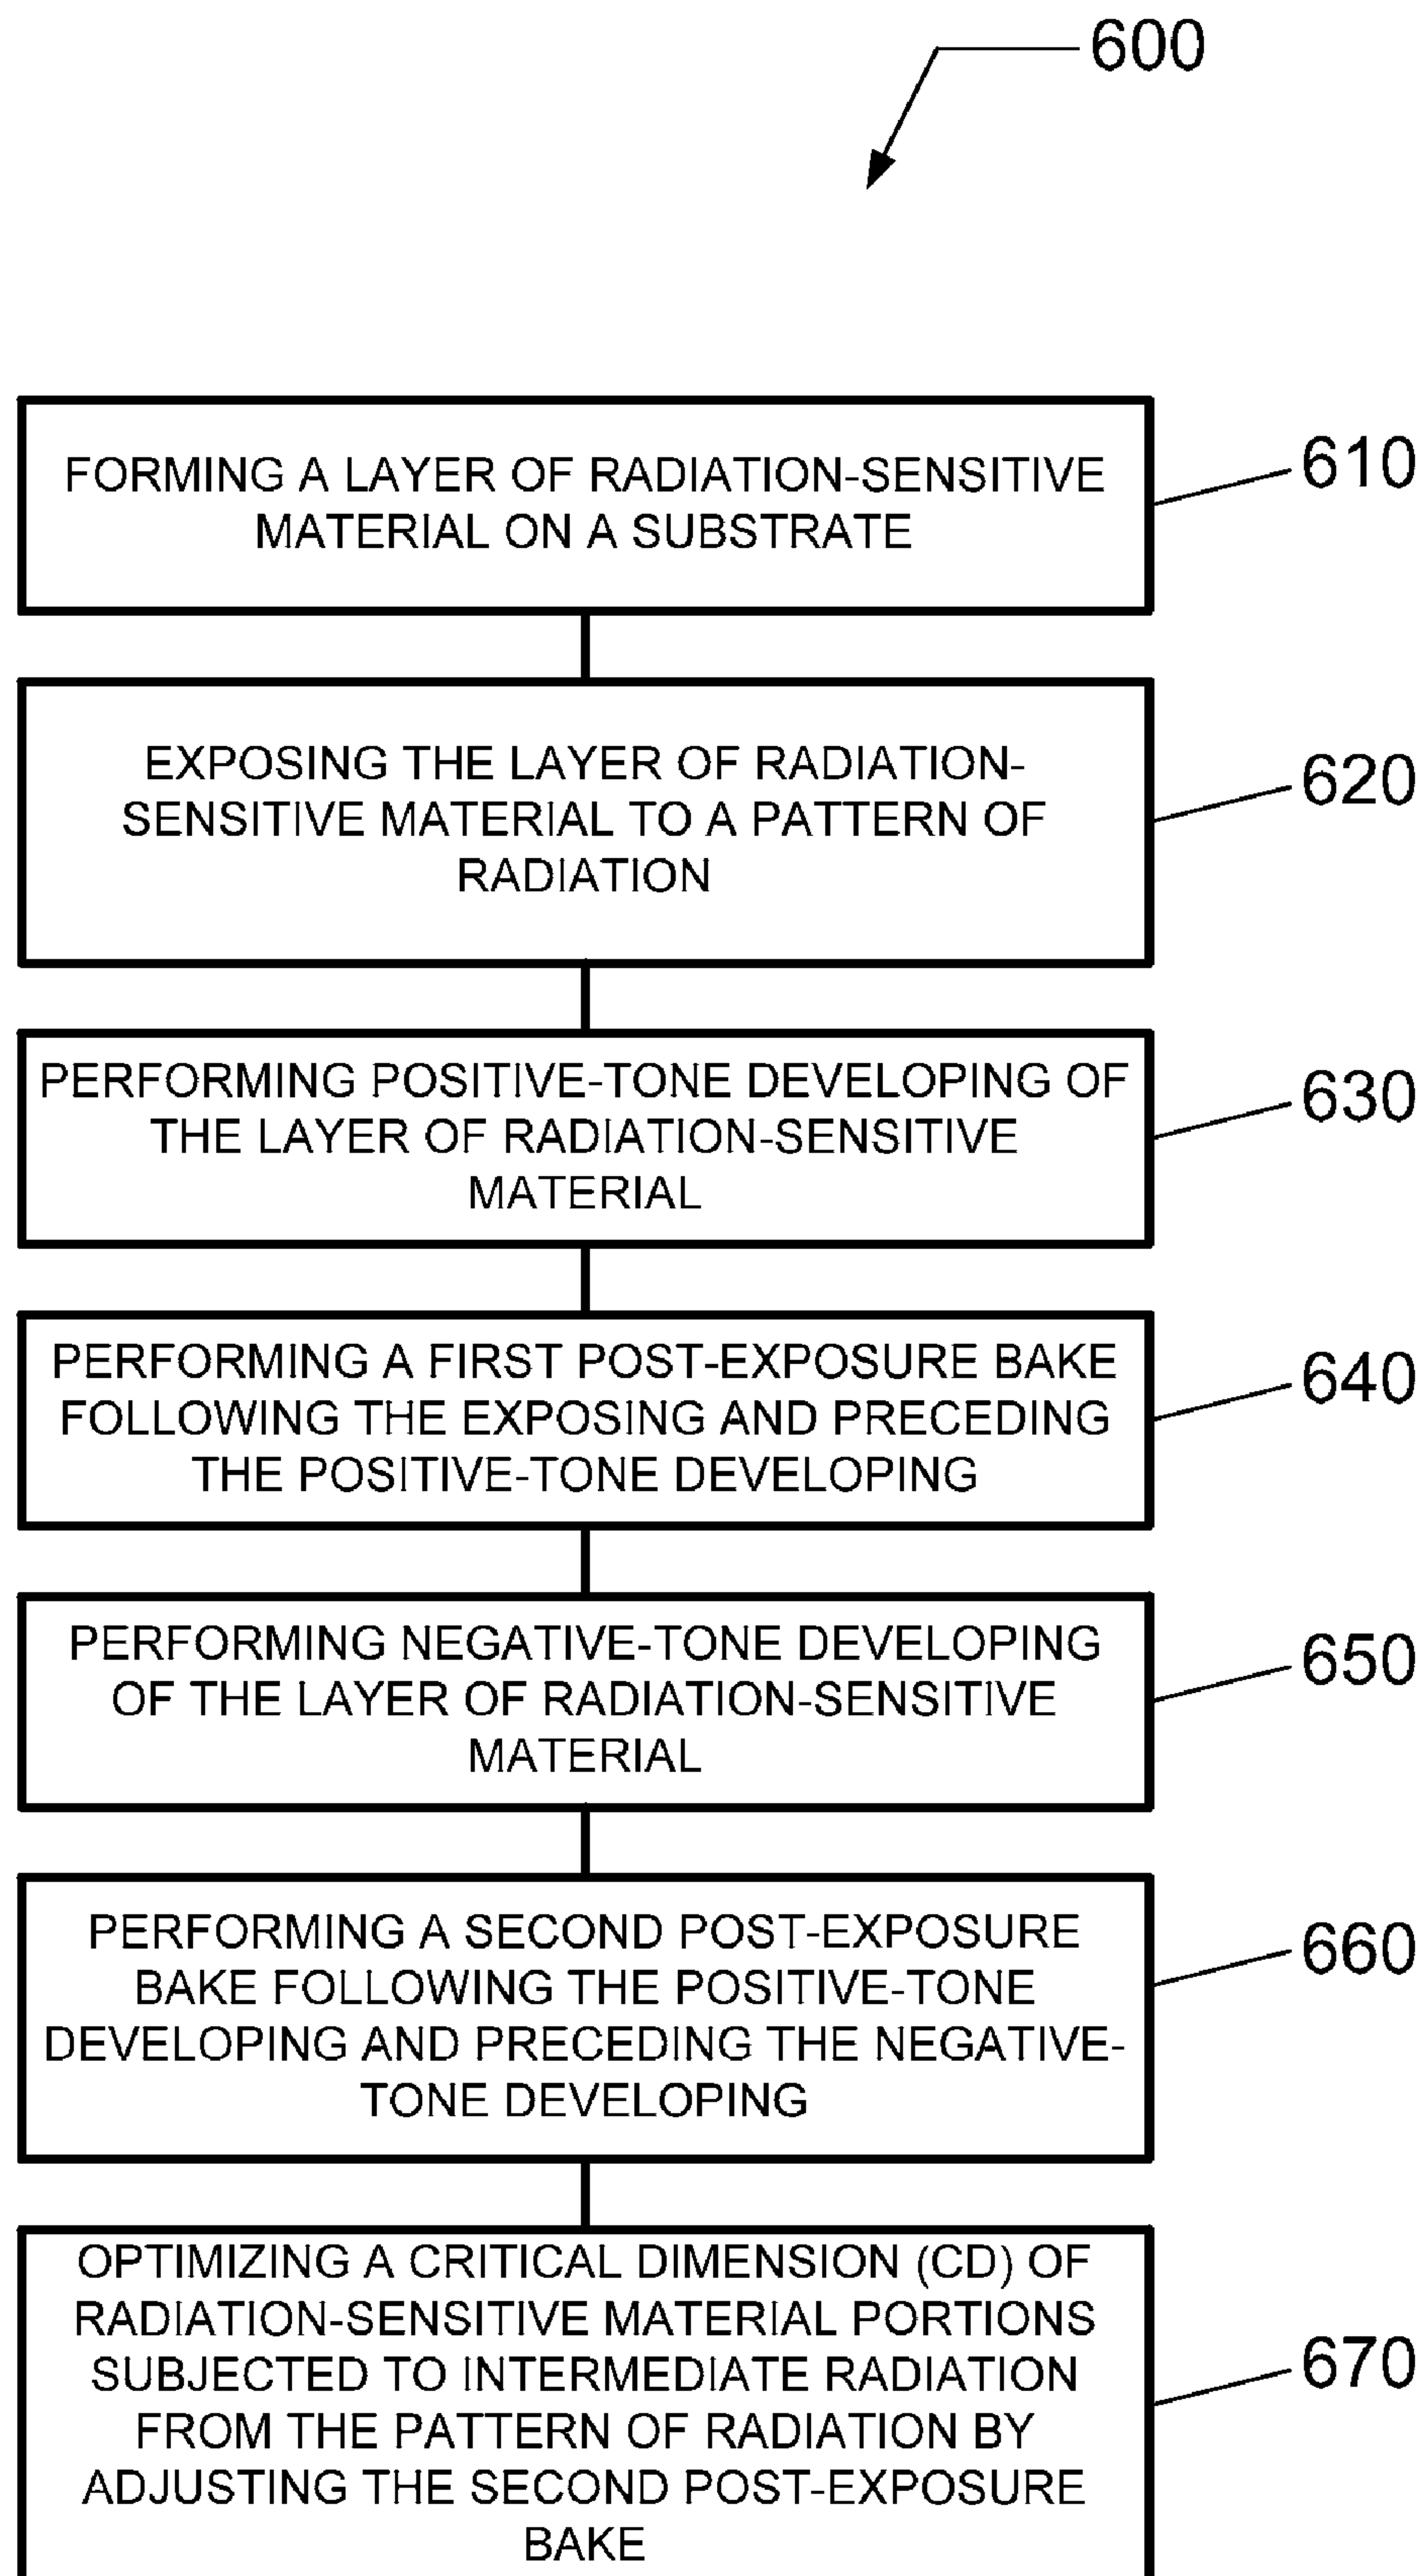 600
FORMING A LAYER OF RADIATION-SENSITIVE
MATERIAL ON A SUBSTRATE
610
EXPOSING THE LAYER OF RADIATION-
SENSITIVE MATERIAL TO A PATTERN OF
RADIATION
620
PERFORMING POSITIVE-TONE DEVELOPING OF
THE LAYER OF RADIATION-SENSITIVE
MATERIAL
630
PERFORMING A FIRST POST-EXPOSURE BAKE
FOLLOWING THE EXPOSING AND PRECEDING
THE POSITIVE-TONE DEVELOPING
640
PERFORMING NEGATIVE-TONE DEVELOPING
OF THE LAYER OF RADIATION-SENSITIVE
MATERIAL
650
PERFORMING A SECOND POST-EXPOSURE
BAKE FOLLOWING THE POSITIVE-TONE
DEVELOPING AND PRECEDING THE NEGATIVE-
TONE DEVELOPING
660
OPTIMIZING A CRITICAL DIMENSION (CD) OF
RADIATION-SENSITIVE MATERIAL PORTIONS
SUBJECTED TO INTERMEDIATE RADIATION
FROM THE PATTERN OF RADIATION BY
ADJUSTING THE SECOND POST-EXPOSURE
BAKE
670